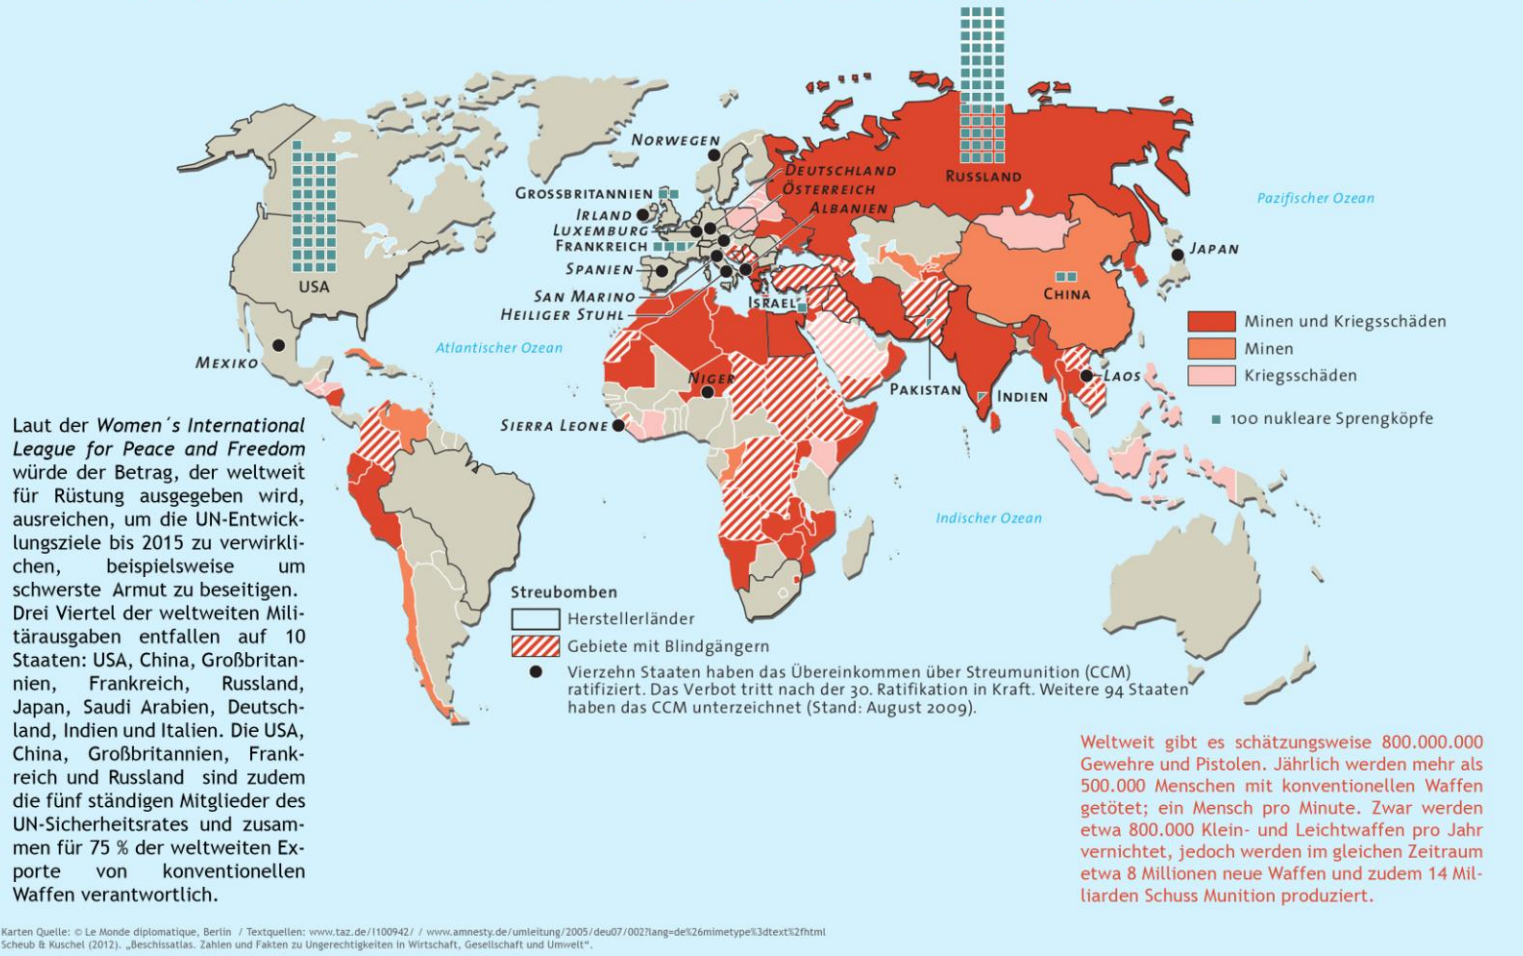 NORWEGEN
DEUTSCHLAND
ÖSTERREICH
ALBANIEN
GROSSBRITANNIEN
IRLAND
LUXEMBURG
FRANKREICH
SPANIEN
SAN MARINO
HEILIGER STUHL
ISRAEL
RUSSLAND
Pazifischer Ozean
JAPAN
CHINA
USA
MEXIKO
Atlantischer Ozean
NIGER
SIERRA LEONE
PAKISTAN
INDIEN
LAOS
Indischer Ozean
Minen und Kriegsschäden
Minen
Kriegsschäden
100 nukleare Sprengköpfe
Laut der Women´s International
League for Peace and Freedom
würde der Betrag, der weltweit
für Rüstung ausgegeben wird,
ausreichen, um die UN-Entwick-
lungsziele bis 2015 zu verwirkli-
chen, beispielsweise um
schwerste Armut zu beseitigen.
Drei Viertel der weltweiten Mili-
tärausgaben entfallen auf 10
Staaten: USA, China, Großbritan-
nien, Frankreich, Russland,
Japan, Saudi Arabien, Deutsch-
land, Indien und Italien. Die USA,
China, Großbritannien, Frank-
reich und Russland sind zudem
die fünf ständigen Mitglieder des
UN-Sicherheitsrates und zusam-
men für 75 % der weltweiten Ex-
porte von konventionellen
Waffen verantwortlich.
Streubomben
Herstellerländer
Gebiete mit Blindgängern
Vierzehn Staaten haben das Übereinkommen über Streumunition (CCM)
ratifiziert. Das Verbot tritt nach der 30. Ratifikation in Kraft. Weitere 94 Staaten
haben das CCM unterzeichnet (Stand: August 2009).
Weltweit gibt es schätzungsweise 800.000.000
Gewehre und Pistolen. Jährlich werden mehr als
500.000 Menschen mit konventionellen Waffen
getötet; ein Mensch pro Minute. Zwar werden
etwa 800.000 Klein- und Leichtwaffen pro Jahr
vernichtet, jedoch werden im gleichen Zeitraum
etwa 8 Millionen neue Waffen und zudem 14 Mil-
liarden Schuss Munition produziert.
Karten Quelle: © Le Monde diplomatique, Berlin / Textquellen: www.taz.de/!100942/ / www.amnesty.de/umleitung/2005/deu07/002?lang=de%26mimetype%3dtext%2fhtml
Scheub & Kuschel (2012). „Beschissatlas. Zahlen und Fakten zu Ungerechtigkeiten in Wirtschaft, Gesellschaft und Umwelt“.